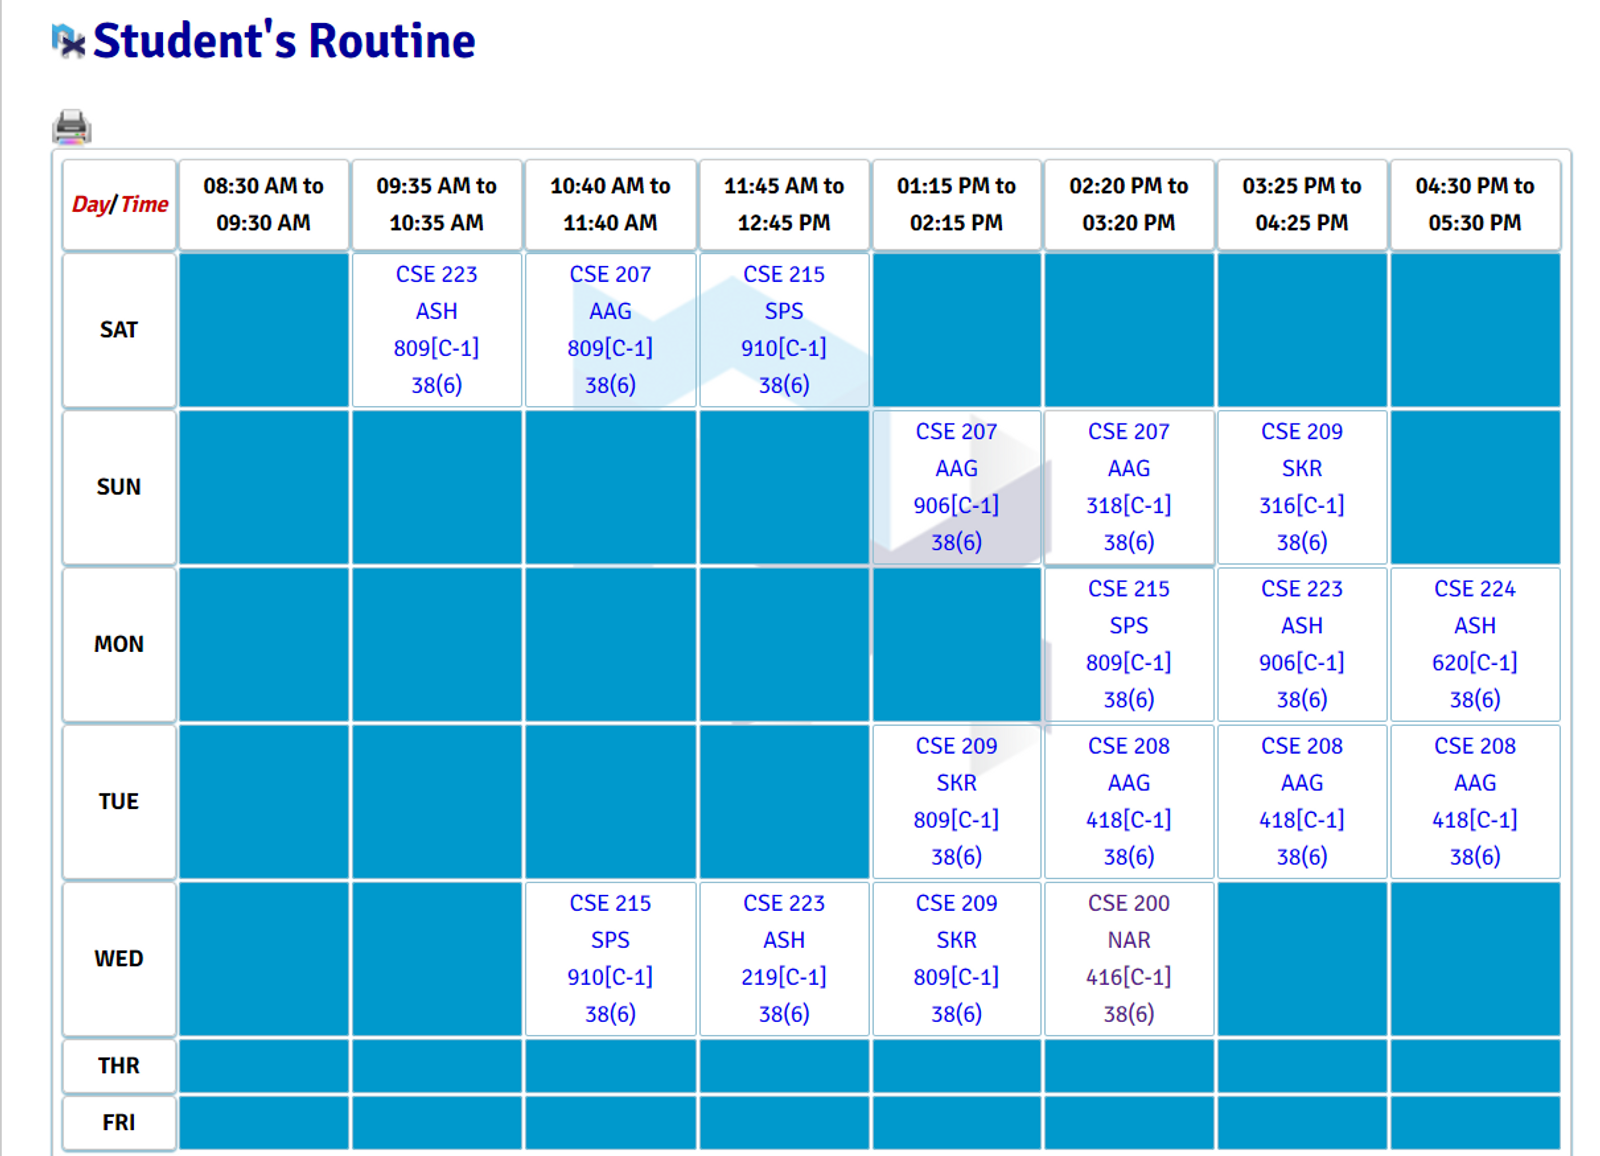 Student's Routine
Day/Time
08:30 AM to
09:30 AM
09:35 AM to
10:35 AM
10:40 AM to
11:40 AM
11:45 AM to
12:45 PM
01:15 PM to
02:15 PM
02:20 PM to
03:20 PM
03:25 PM to
04:25 PM
04:30 PM to
05:30 PM
SAT
CSE 223
ASH
809[C-1]
38(6)
CSE 207
AAG
809[C-1]
38(6)
CSE 215
SPS
910[C-1]
38(6)
SUN
CSE 207
AAG
906[C-1]
38(6)
CSE 207
AAG
318[C-1]
38(6)
CSE 209
SKR
316[C-1]
38(6)
MON
CSE 215
SPS
809[C-1]
38(6)
CSE 223
ASH
906[C-1]
38(6)
CSE 224
ASH
620[C-1]
38(6)
TUE
CSE 209
SKR
809[C-1]
38(6)
CSE 208
AAG
418[C-1]
38(6)
CSE 208
AAG
418[C-1]
38(6)
CSE 208
AAG
418[C-1]
38(6)
WED
CSE 215
SPS
910[C-1]
38(6)
CSE 223
ASH
219[C-1]
38(6)
CSE 209
SKR
809[C-1]
38(6)
CSE 200
NAR
416[C-1]
38(6)
THR
FRI